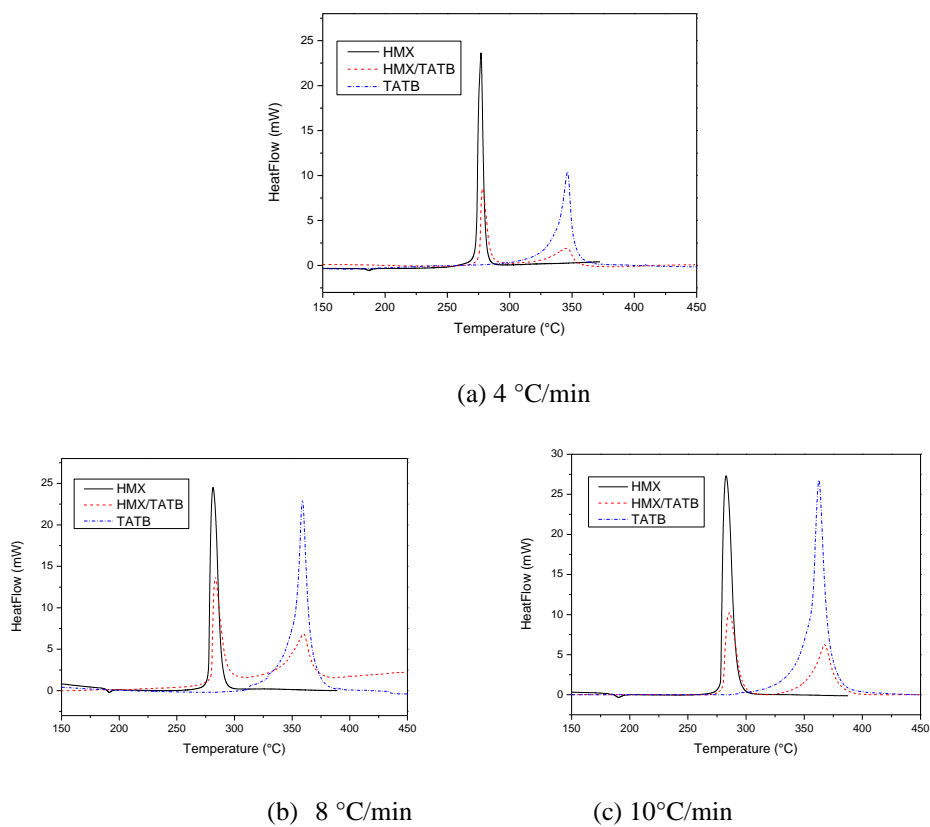 HMX
HMX/TATB
TATB
25
20
15
10
5
0
HeatFlow (mW)
150 200 250 300 350 400 450
Temperature (°C)
(a) 4 °C/min
HMX
HMX/TATB
TATB
25
20
15
10
5
0
HeatFlow (mW)
150 200 250 300 350 400 450
Temperature (°C)
(b) 8 °C/min
HMX
HMX/TATB
TATB
30
25
20
15
10
5
0
HeatFlow (mW)
150 200 250 300 350 400 450
Temperature (°C)
(c) 10°C/min